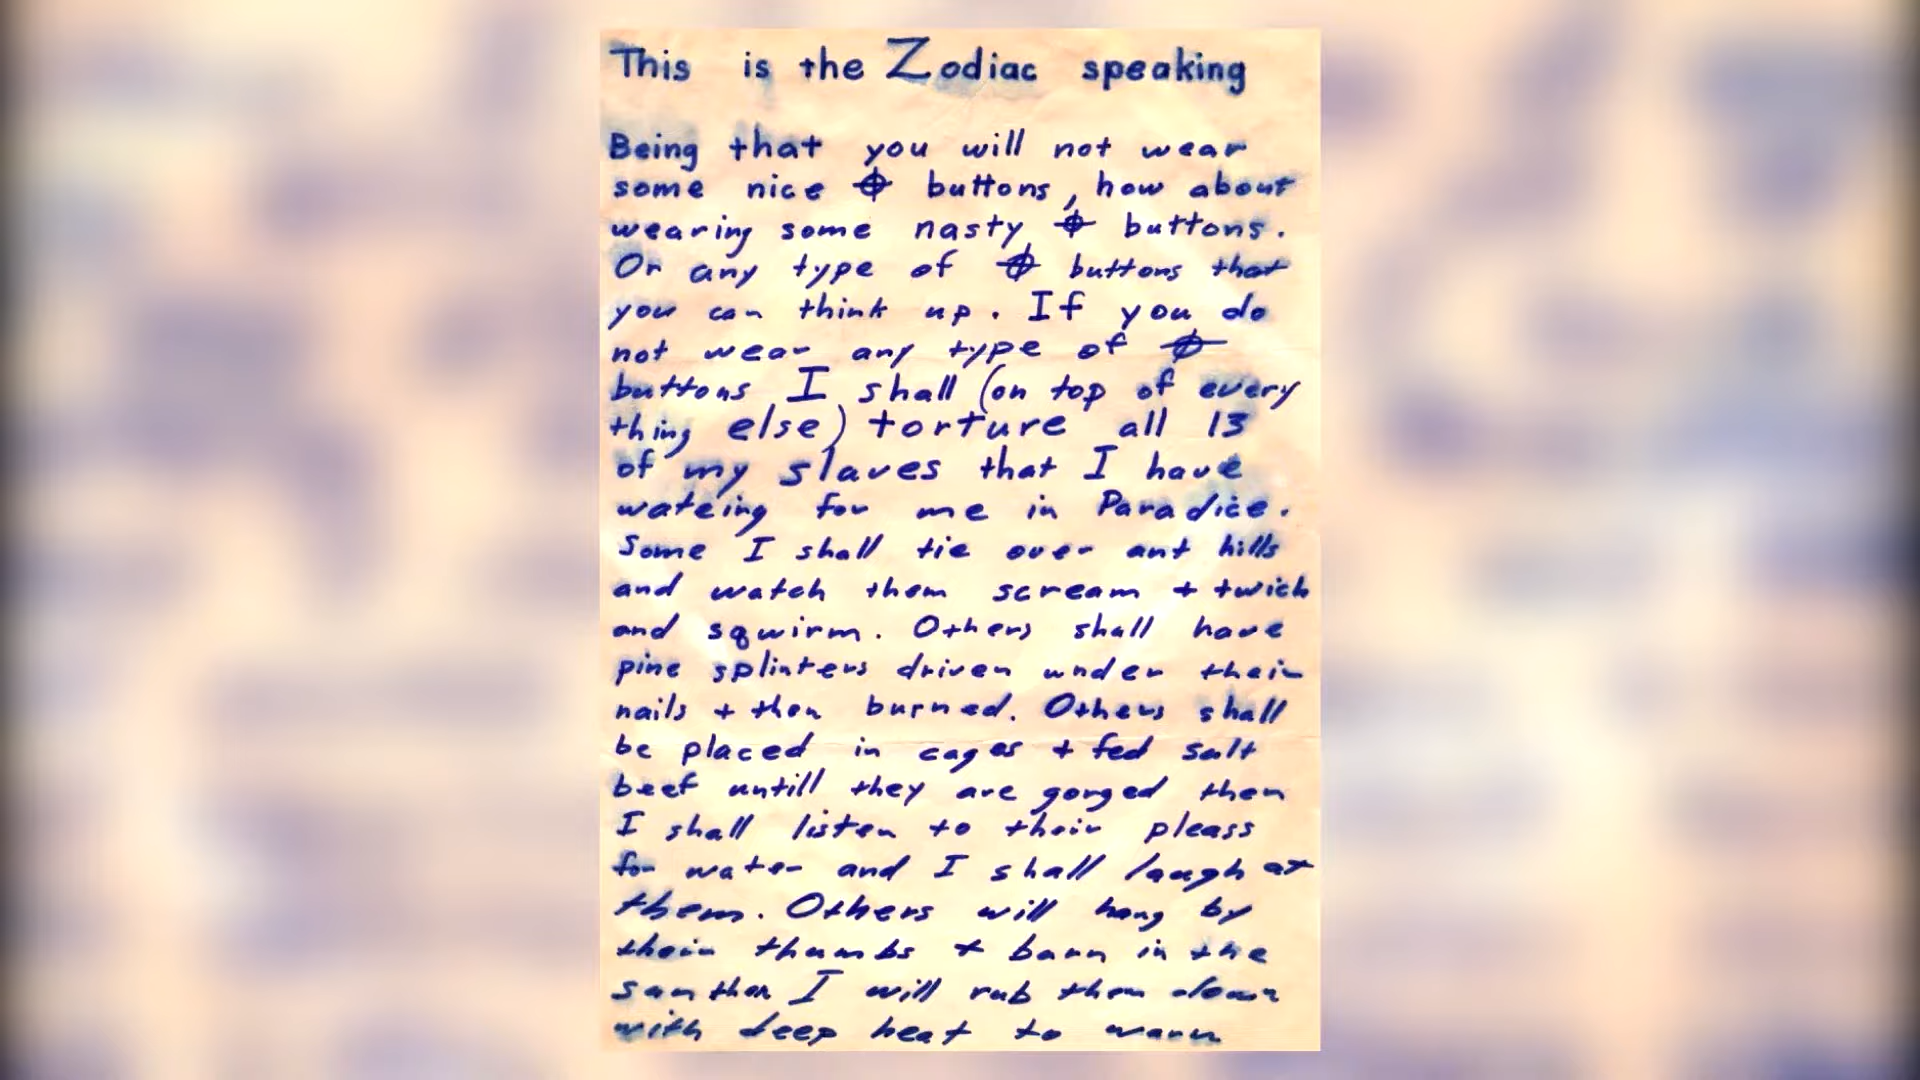 This is the Zodiac speaking
Being that you will not wear
some nice ⌖ buttons, how about
wearing some nasty ⌖ buttons.
Or any type of ⌖ buttons that
you can think up. If you do
not wear any type of ⌖
buttons I shall (on top of every
thing else) torture all 13
of my slaves that I have
wateing for me in Paradice.
Some I shall tie over ant hills
and watch them scream + twich
and squirm. Others shall have
pine splinters driven under their
nails + then burned. Others shall
be placed in cages + fed salt
beef untill they are gorged then
I shall listen to their pleass
for water and I shall laugh at
them. Others will hang by
their thumbs + burn in the
sun then I will rub them down
with deep heat to warm